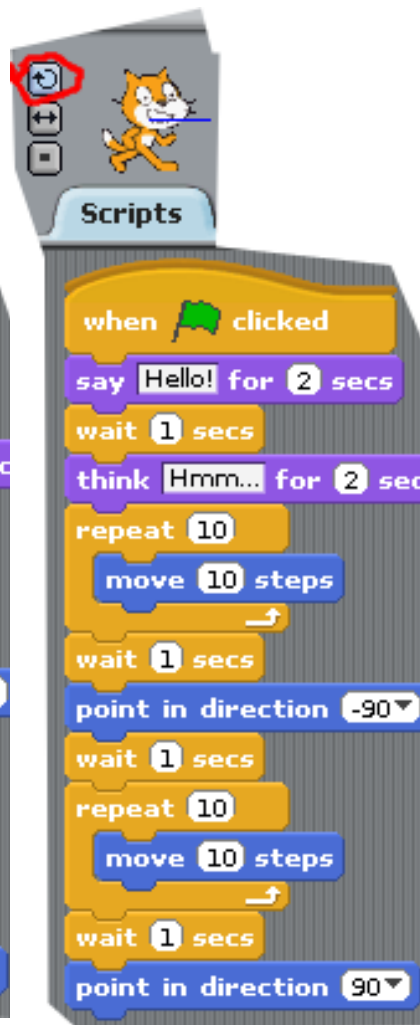 Scripts
when clicked
say Hello! for 2 secs
wait 1 secs
think Hmm... for 2 sec
repeat 10
move 10 steps
wait 1 secs
point in direction -90
wait 1 secs
repeat 10
move 10 steps
wait 1 secs
point in direction 90